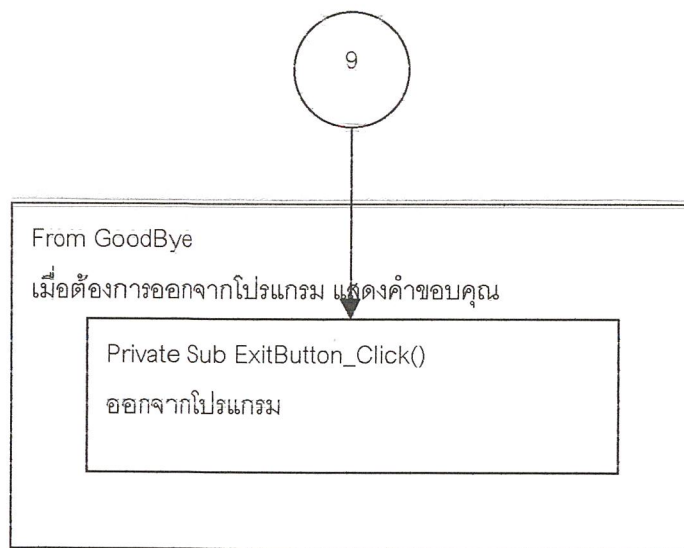 9
From GoodBye
เมื่อต้องการออกจากโปรแกรม แสดงคำขอบคุณ
Private Sub ExitButton_Click()
ออกจากโปรแกรม